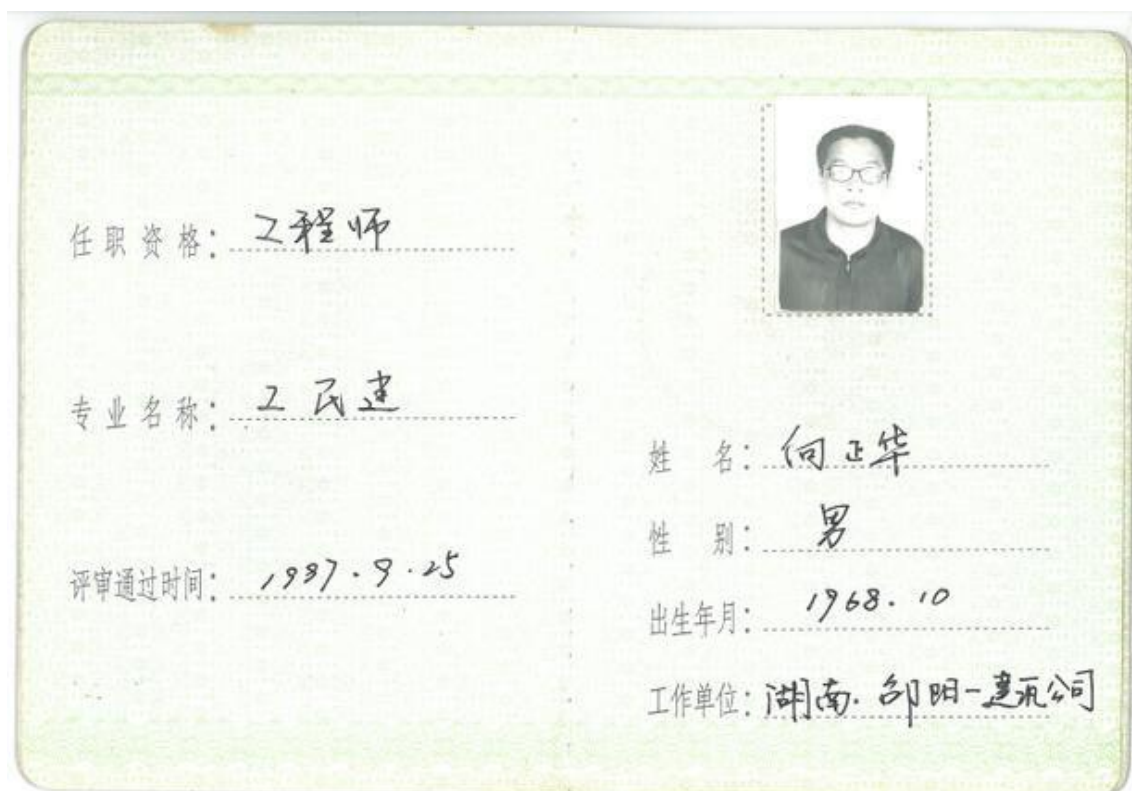 任职资格：工程师
专业名称：工民建
评审通过时间：1997.9.25
姓名：向正华
性别：男
出生年月：1968.10
工作单位：湖南.邵阳一建筑公司